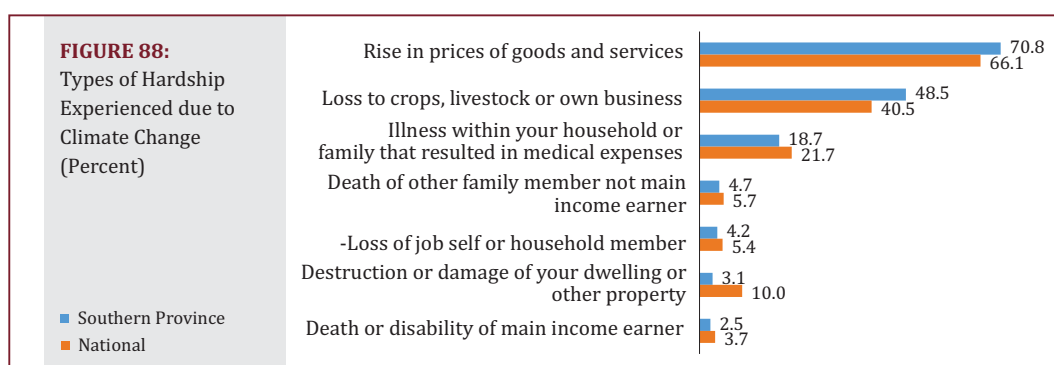 FIGURE 88:
Types of Hardship
Experienced due to
Climate Change
(Percent)
Southern Province
National
Rise in prices of goods and services
70.8
66.1
Loss to crops, livestock or own business
48.5
40.5
Illness within your household or
family that resulted in medical expenses
18.7
21.7
Death of other family member not main
income earner
4.7
5.7
-Loss of job self or household member
4.2
5.4
Destruction or damage of your dwelling or
other property
3.1
10.0
Death or disability of main income earner
2.5
3.7